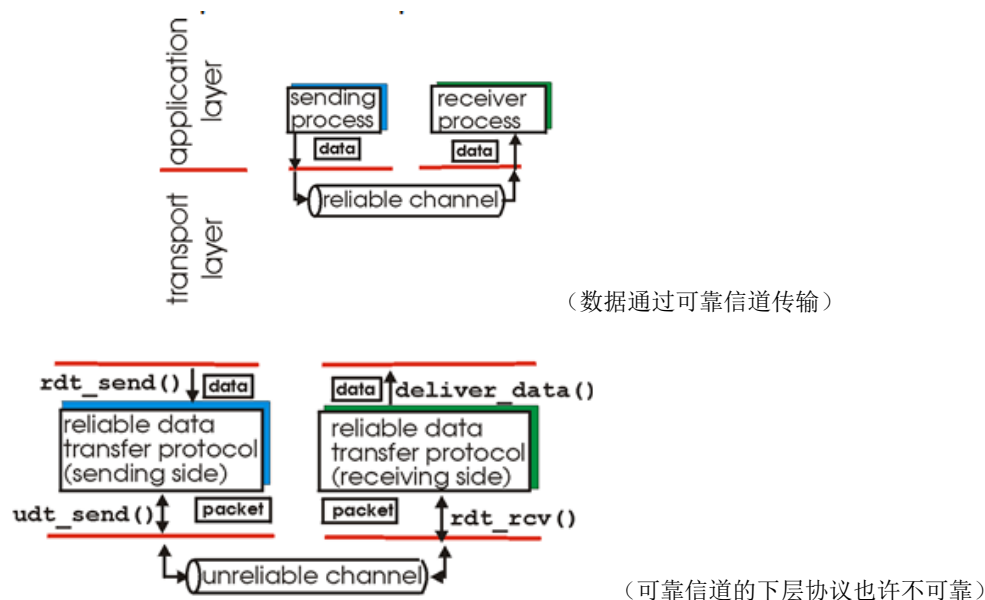 application
layer
sending
process
receiver
process
data
data
reliable channel
transport
layer
（数据通过可靠信道传输）
rdt_send()
data
data
deliver_data()
reliable data
transfer protocol
(sending side)
reliable data
transfer protocol
(receiving side)
udt_send()
packet
packet
rdt_rcv()
unreliable channel
（可靠信道的下层协议也许不可靠）